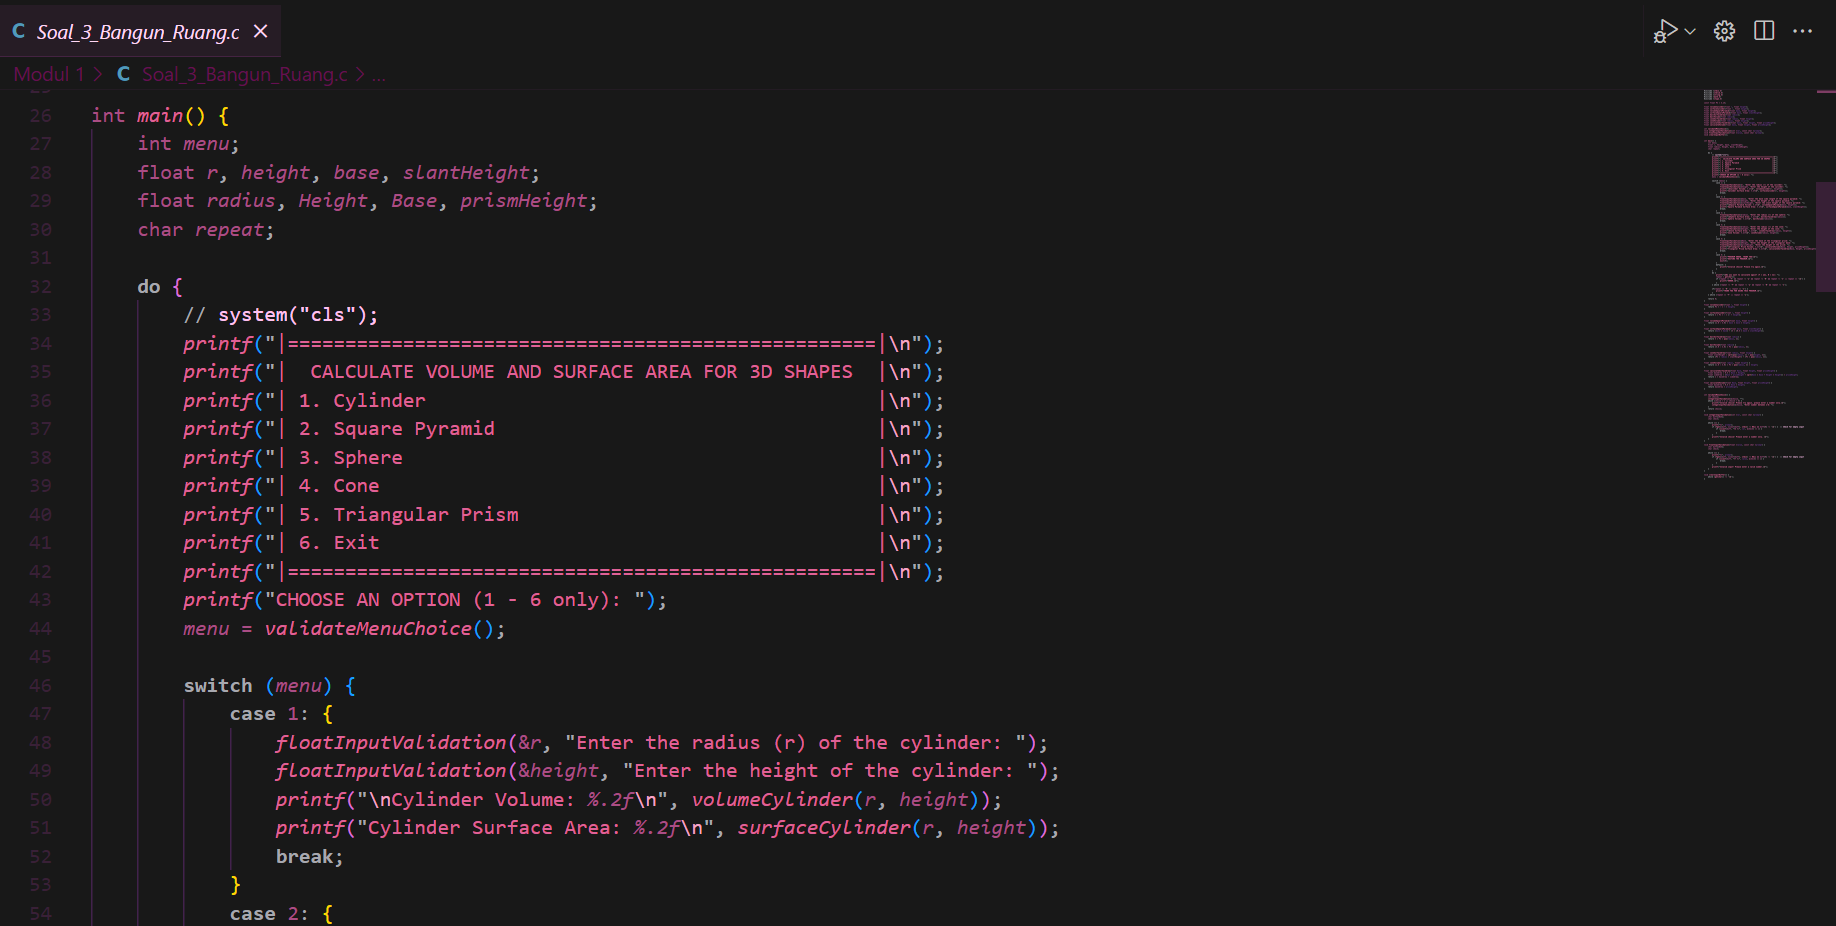 C Soal_3_Bangun_Ruang.c ×
Modul 1 > C Soal_3_Bangun_Ruang.c > ...
26 int main() {
27 int menu;
28 float r, height, base, slantHeight;
29 float radius, Height, Base, prismHeight;
30 char repeat;
31
32 do {
33 // system("cls");
34 printf("|===================================================|\n");
35 printf("|  CALCULATE VOLUME AND SURFACE AREA FOR 3D SHAPES  |\n");
36 printf("| 1. Cylinder                                       |\n");
37 printf("| 2. Square Pyramid                                 |\n");
38 printf("| 3. Sphere                                         |\n");
39 printf("| 4. Cone                                           |\n");
40 printf("| 5. Triangular Prism                               |\n");
41 printf("| 6. Exit                                           |\n");
42 printf("|===================================================|\n");
43 printf("CHOOSE AN OPTION (1 - 6 only): ");
44 menu = validateMenuChoice();
45
46 switch (menu) {
47 case 1: {
48 floatInputValidation(&r, "Enter the radius (r) of the cylinder: ");
49 floatInputValidation(&height, "Enter the height of the cylinder: ");
50 printf("\nCylinder Volume: %.2f\n", volumeCylinder(r, height));
51 printf("Cylinder Surface Area: %.2f\n", surfaceCylinder(r, height));
52 break;
53 }
54 case 2: {